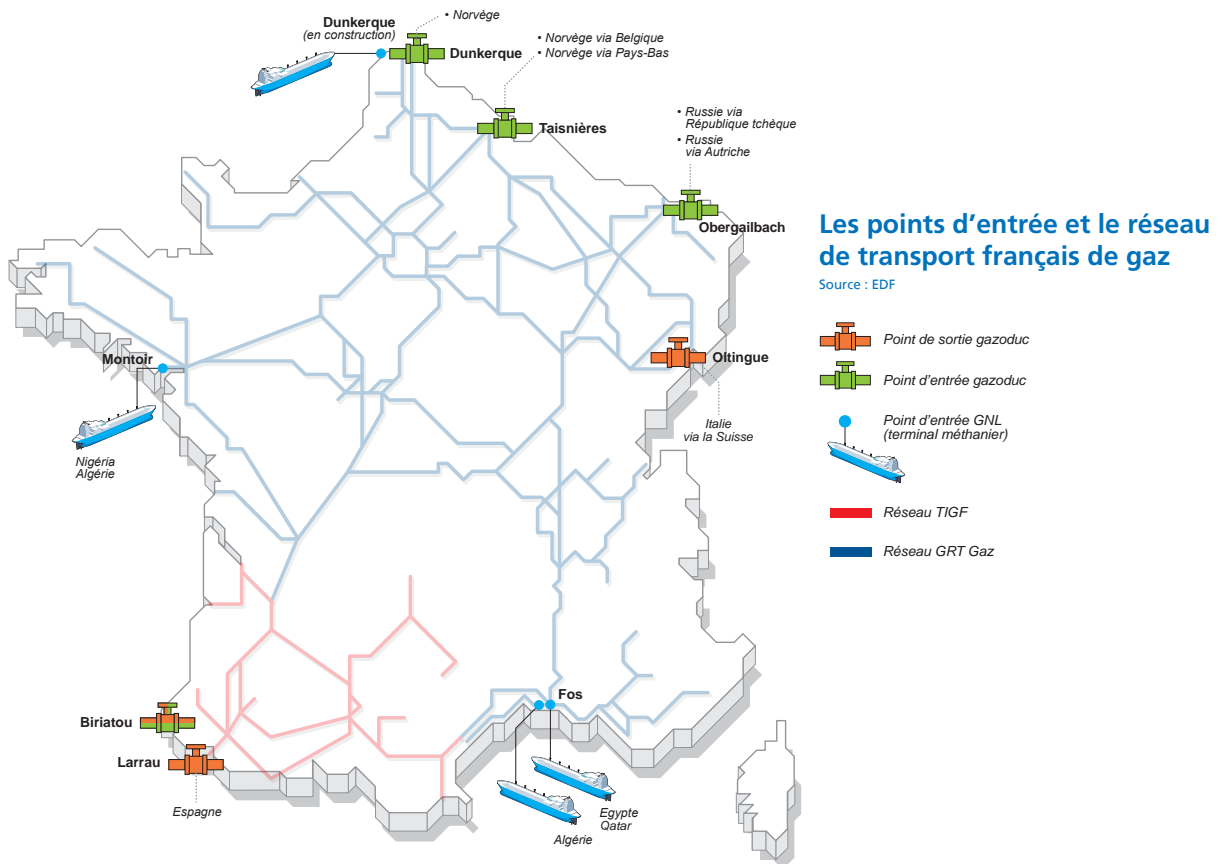 Dunkerque
(en construction)
• Norvège
Dunkerque
• Norvège via Belgique
• Norvège via Pays-Bas
Taisnières
• Russie via
République tchèque
• Russie
via Autriche
Obergailbach
Les points d’entrée et le réseau
de transport français de gaz
Source : EDF
Point de sortie gazoduc
Point d’entrée gazoduc
Point d’entrée GNL
(terminal méthanier)
Réseau TIGF
Réseau GRT Gaz
Oltingue
Italie
via la Suisse
Montoir
Nigéria
Algérie
Fos
Biriatou
Larrau
Espagne
Egypte
Qatar
Algérie